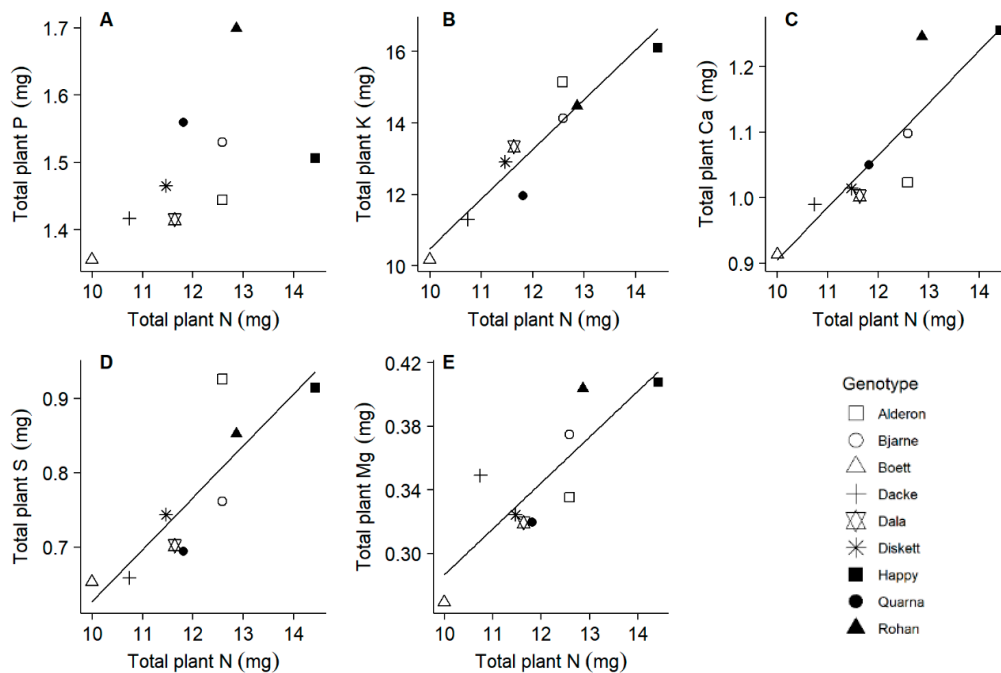 A
Total plant P (mg)
1.7
1.6
1.5
1.4
10 11 12 13 14
Total plant N (mg)
B
Total plant K (mg)
16
14
12
10
10 11 12 13 14
Total plant N (mg)
C
Total plant Ca (mg)
1.2
1.1
1.0
0.9
10 11 12 13 14
Total plant N (mg)
D
Total plant S (mg)
0.9
0.8
0.7
10 11 12 13 14
Total plant N (mg)
E
Total plant Mg (mg)
0.42
0.38
0.34
0.30
10 11 12 13 14
Total plant N (mg)
Genotype
Alderon
Bjarne
Boett
Dacke
Dala
Diskett
Happy
Quarna
Rohan